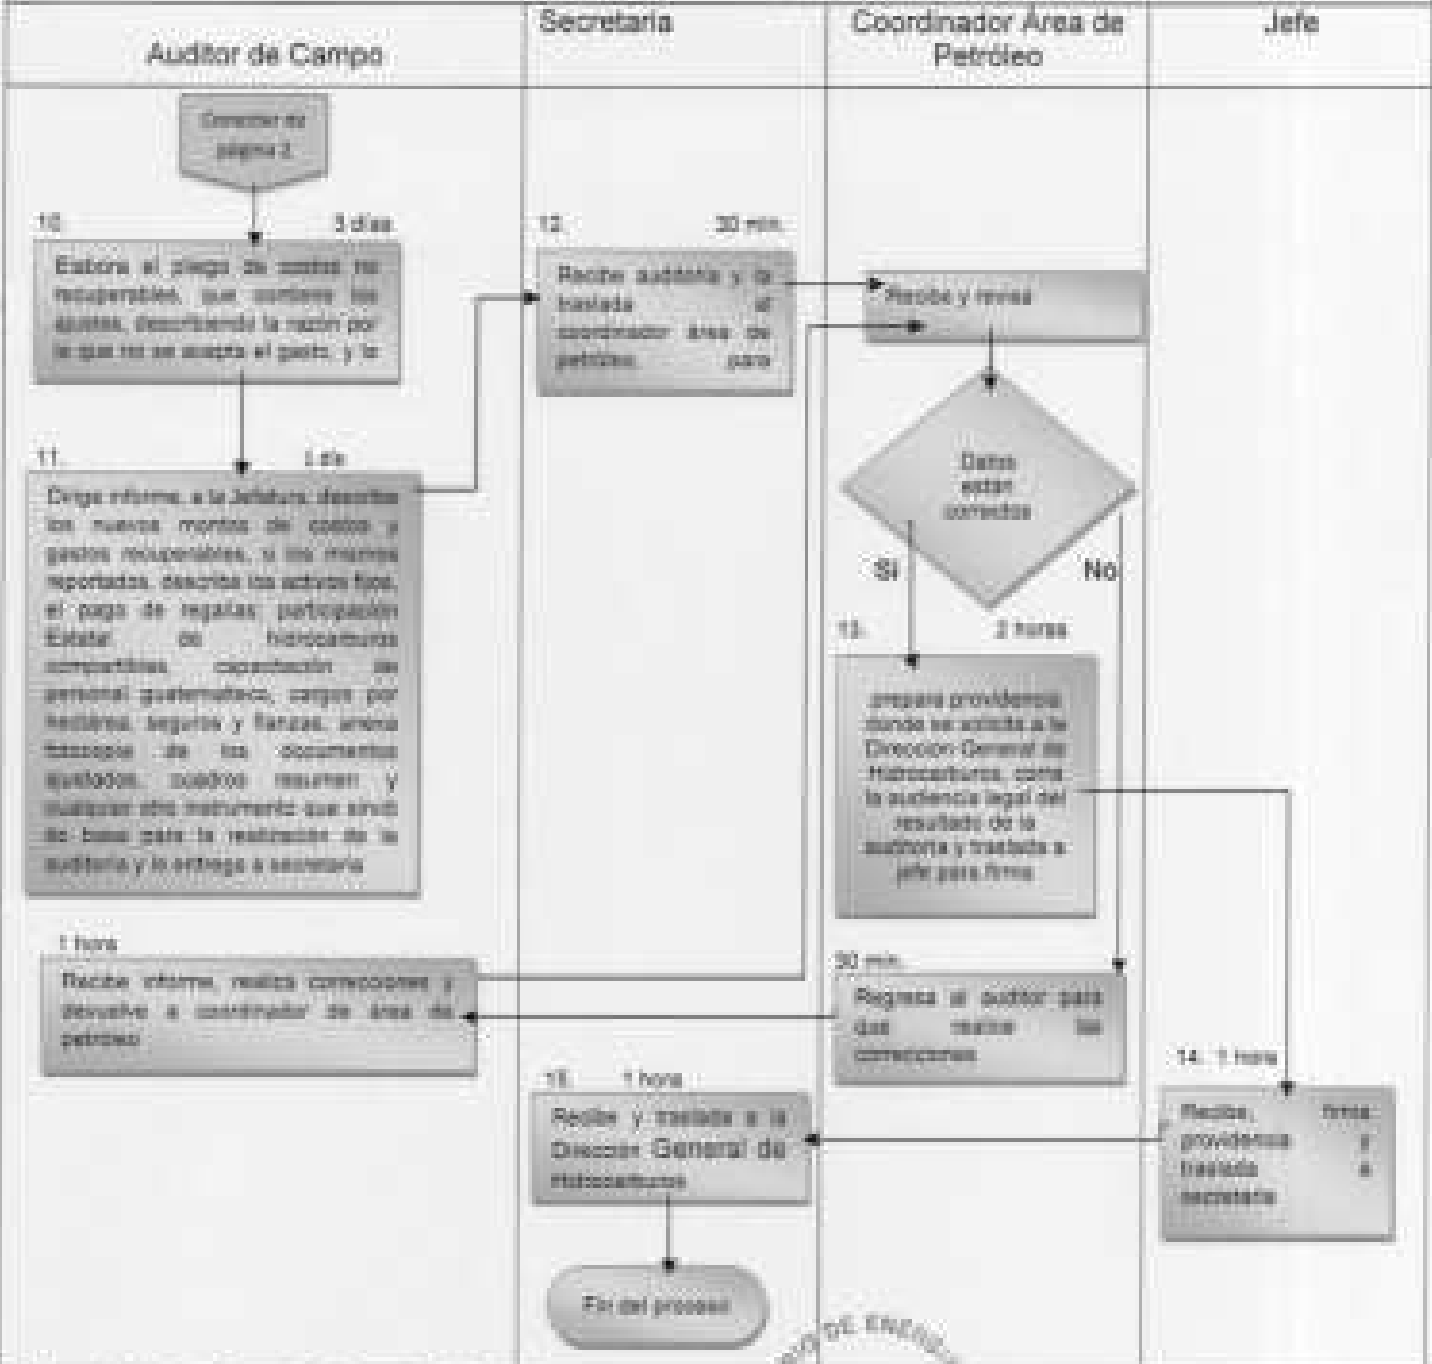 Auditor de Campo
Secretaria
Coordinador Área de
Petróleo
Jefe
Conector de
página 2
10.
3 días
Elabora el pliego de costos no
recuperables, que contiene los
ajustes, describiendo la razón por
la que no se acepta el gasto, y lo
11.
1 día
Dirige informe, a la Jefatura, describe
los nuevos montos de costos y
gastos recuperables, si los mismos
reportados, describe los activos fijos,
el pago de regalías, participación
Estatal de hidrocarburos
compartibles, capacitación de
personal guatemalteco, cargos por
hectárea, seguros y fianzas, anexa
fotocopia de los documentos
ajustados, cuadros resumen y
cualquier otro instrumento que sirvió
de base para la realización de la
auditoría y lo entrega a secretaria
12.
30 min.
Recibe auditoría y la
traslada al
coordinador área de
petróleo, para
Recibe y revisa
Datos
están
correctos
Si
No
13.
2 horas
prepara providencia
donde se solicita a la
Dirección General de
Hidrocarburos, corra
la audiencia legal del
resultado de la
auditoría y traslada a
jefe para firma
1 hora
Recibe informe, realiza correcciones y
devuelve a coordinador de área de
petróleo
30 min.
Regresa al auditor para
que realice las
correcciones
14. 1 hora
Recibe, firma
providencia y
traslada a
secretaria
15. 1 hora
Recibe y traslada a la
Dirección General de
Hidrocarburos
Fin del proceso
DE ENERG